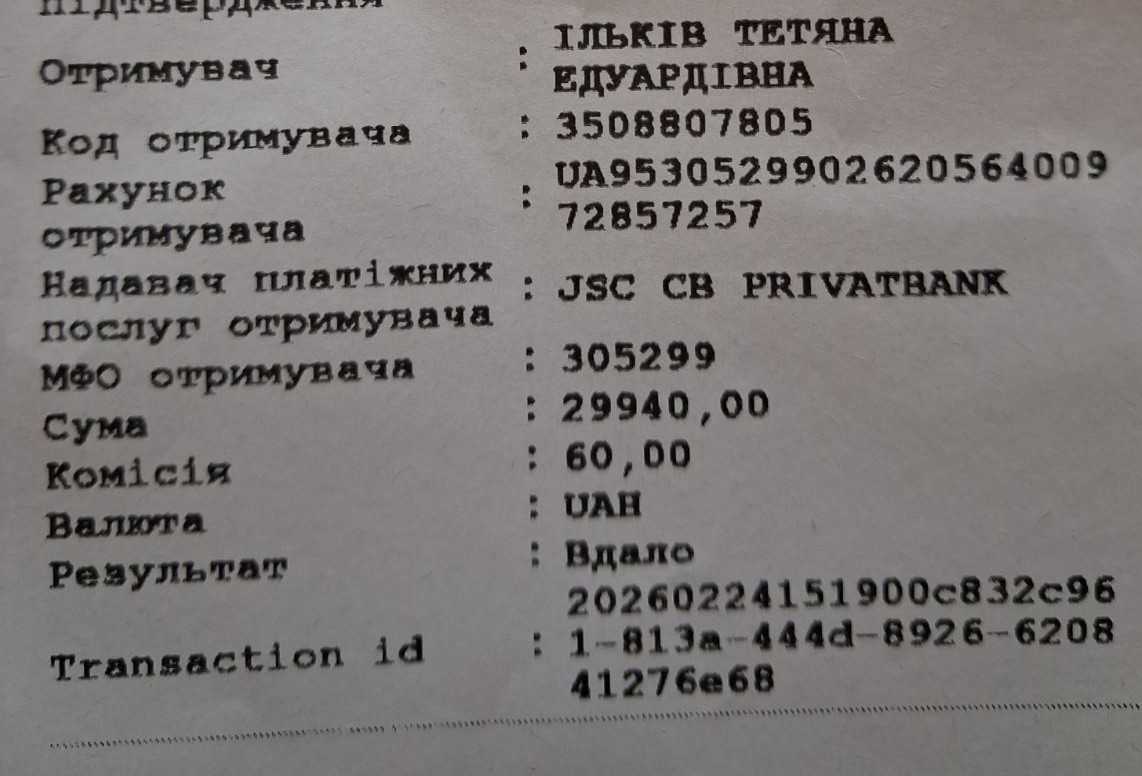 підтвердження
Отримувач : ІЛЬКІВ ТЕТЯНА
ЕДУАРДІВНА
Код отримувача : 3508807805
Рахунок
отримувача : UA9530529902620564009
72857257
Надавач платіжних
послуг отримувача : JSC CB PRIVATBANK
МФО отримувача : 305299
Сума : 29940,00
Комісія : 60,00
Валюта : UAH
Результат : Вдало
Transaction id : 20260224151900c832c96
1-813a-444d-8926-6208
41276e68